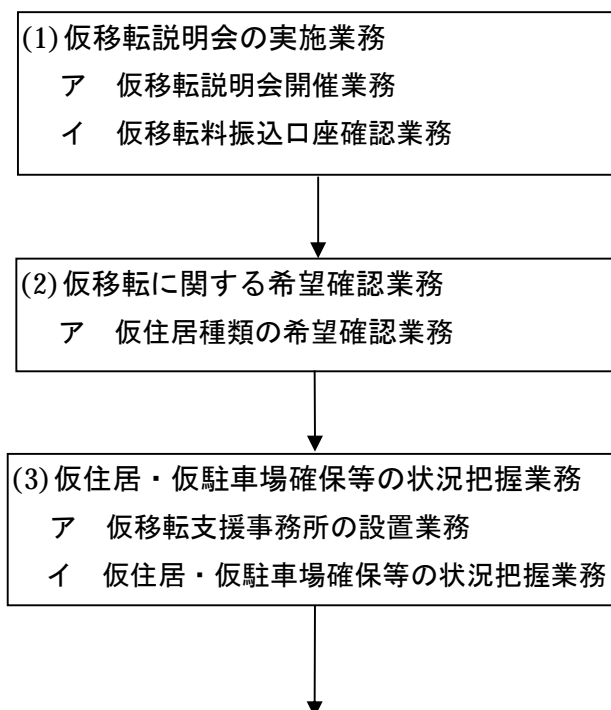 (1)仮移転説明会の実施業務
ア　仮移転説明会開催業務
イ　仮移転料振込口座確認業務
(2)仮移転に関する希望確認業務
ア　仮住居種類の希望確認業務
(3)仮住居・仮駐車場確保等の状況把握業務
ア　仮移転支援事務所の設置業務
イ　仮住居・仮駐車場確保等の状況把握業務